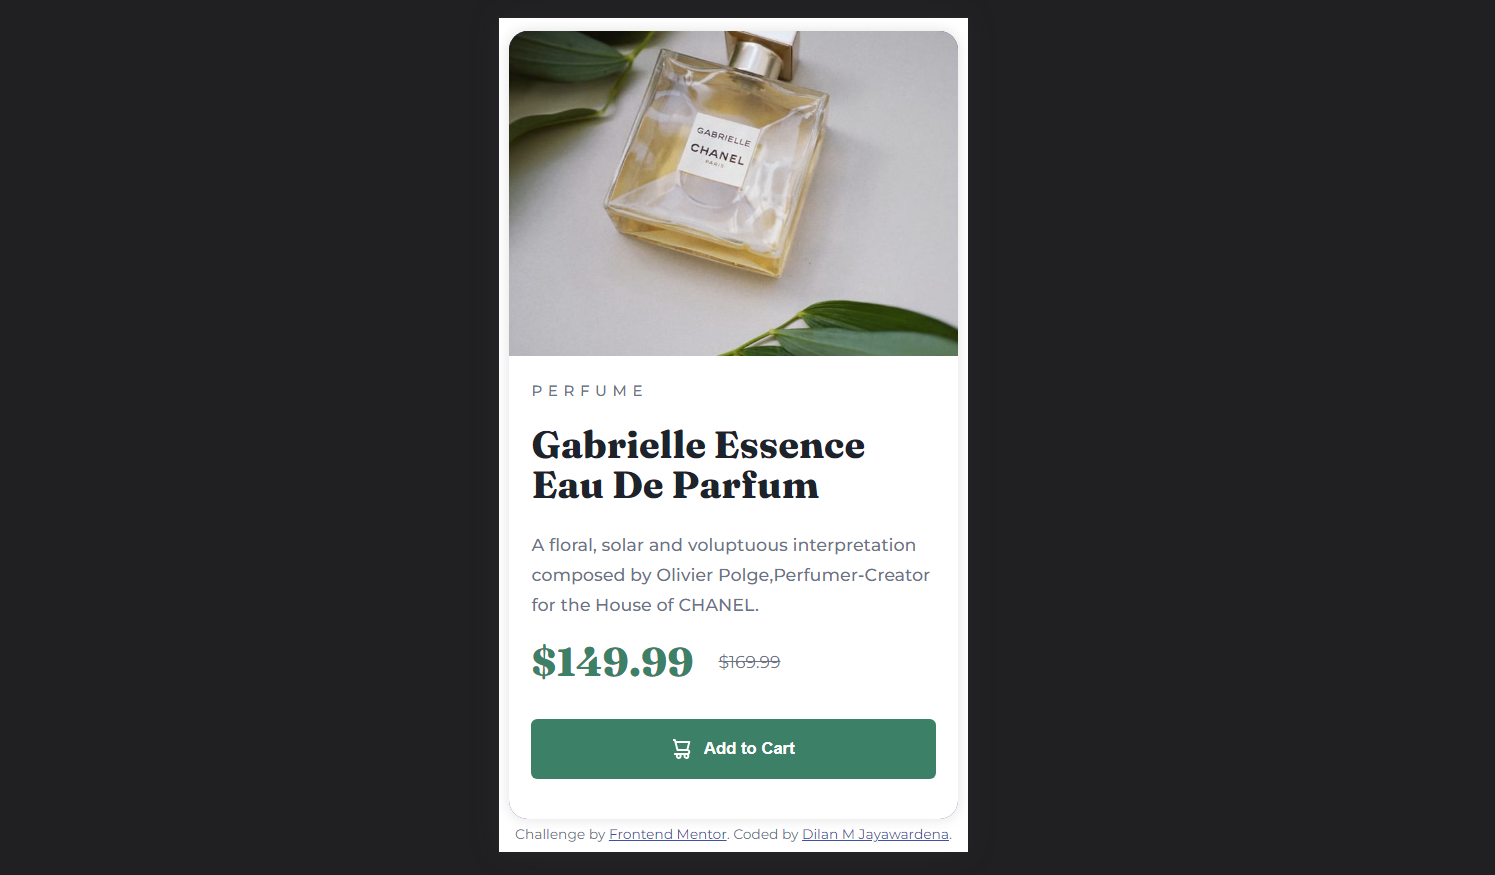 GABRIELLE
CHANEL
PARIS
PERFUME
Gabrielle Essence
Eau De Parfum
A floral, solar and voluptuous interpretation
composed by Olivier Polge,Perfumer-Creator
for the House of CHANEL.
$149.99 $169.99
Add to Cart
Challenge by Frontend Mentor. Coded by Dilan M Jayawardena.